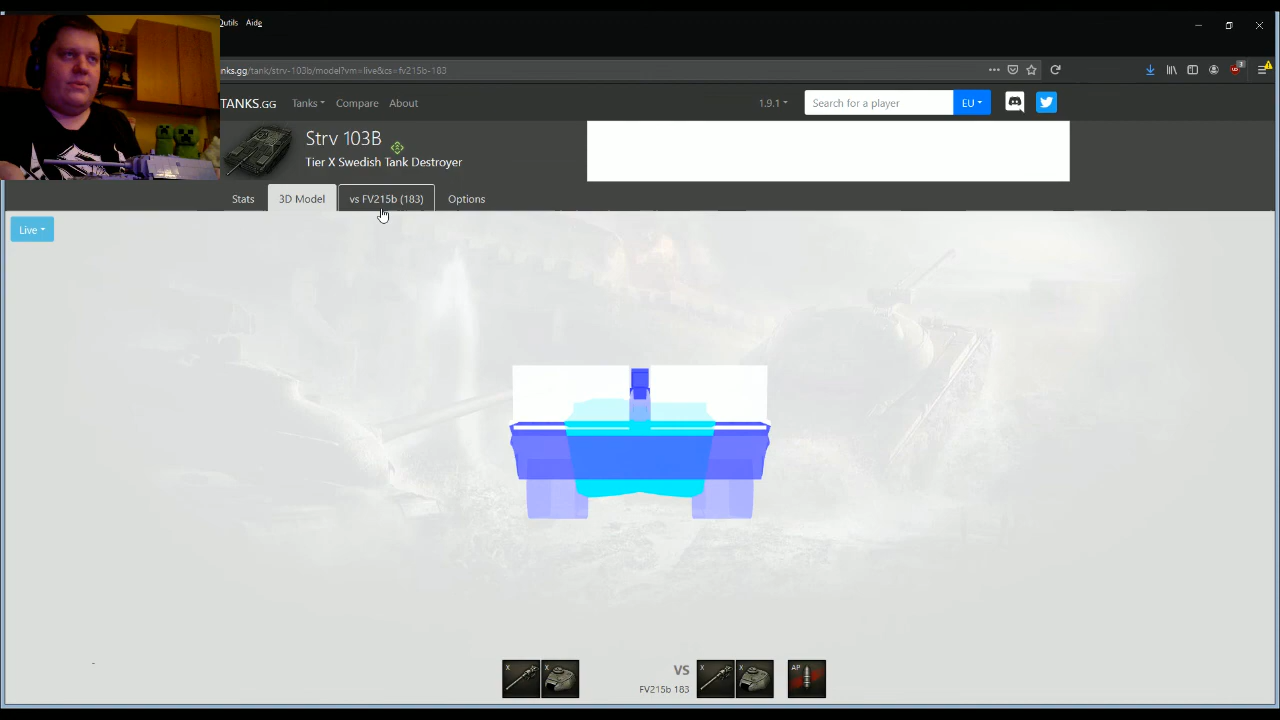 Outils Aide
nks.gg/tank/strv-103b/model?vm=live&cs=fv215b-183
TANKS.GG Tanks Compare About 1.9.1 Search for a player EU
Strv 103B
Tier X Swedish Tank Destroyer
Stats 3D Model vs FV215b (183) Options
Live
X X VS X X AP
FV215b 183